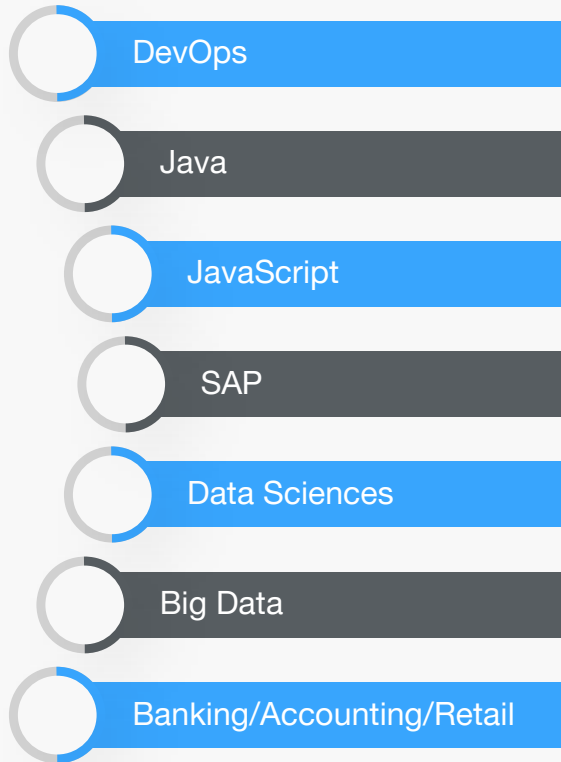 DevOps
Java
JavaScript
SAP
Data Sciences
Big Data
Banking/Accounting/Retail